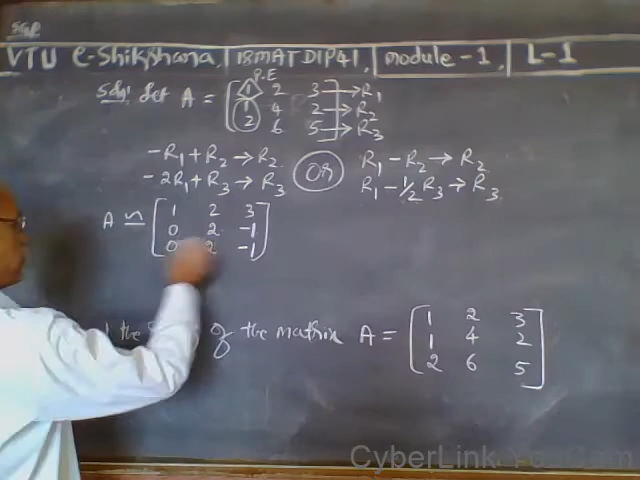 VTU e-Shikshana, | 18MATDIP41, | module-1, | L-1
P.E
Soln: Let A = [ 1 2 3 ] → R1
[ 1 4 2 ] → R2
[ 2 6 5 ] → R3
-R1 + R2 → R2 OR R1 - R2 → R2
-2R1 + R3 → R3 R1 - 1/2 R3 → R3
A ~ [ 1 2 3 ]
[ 0 2 -1 ]
[ 0 2 -1 ]
the of the matrix A = [ 1 2 3 ]
[ 1 4 2 ]
[ 2 6 5 ]
CyberLink